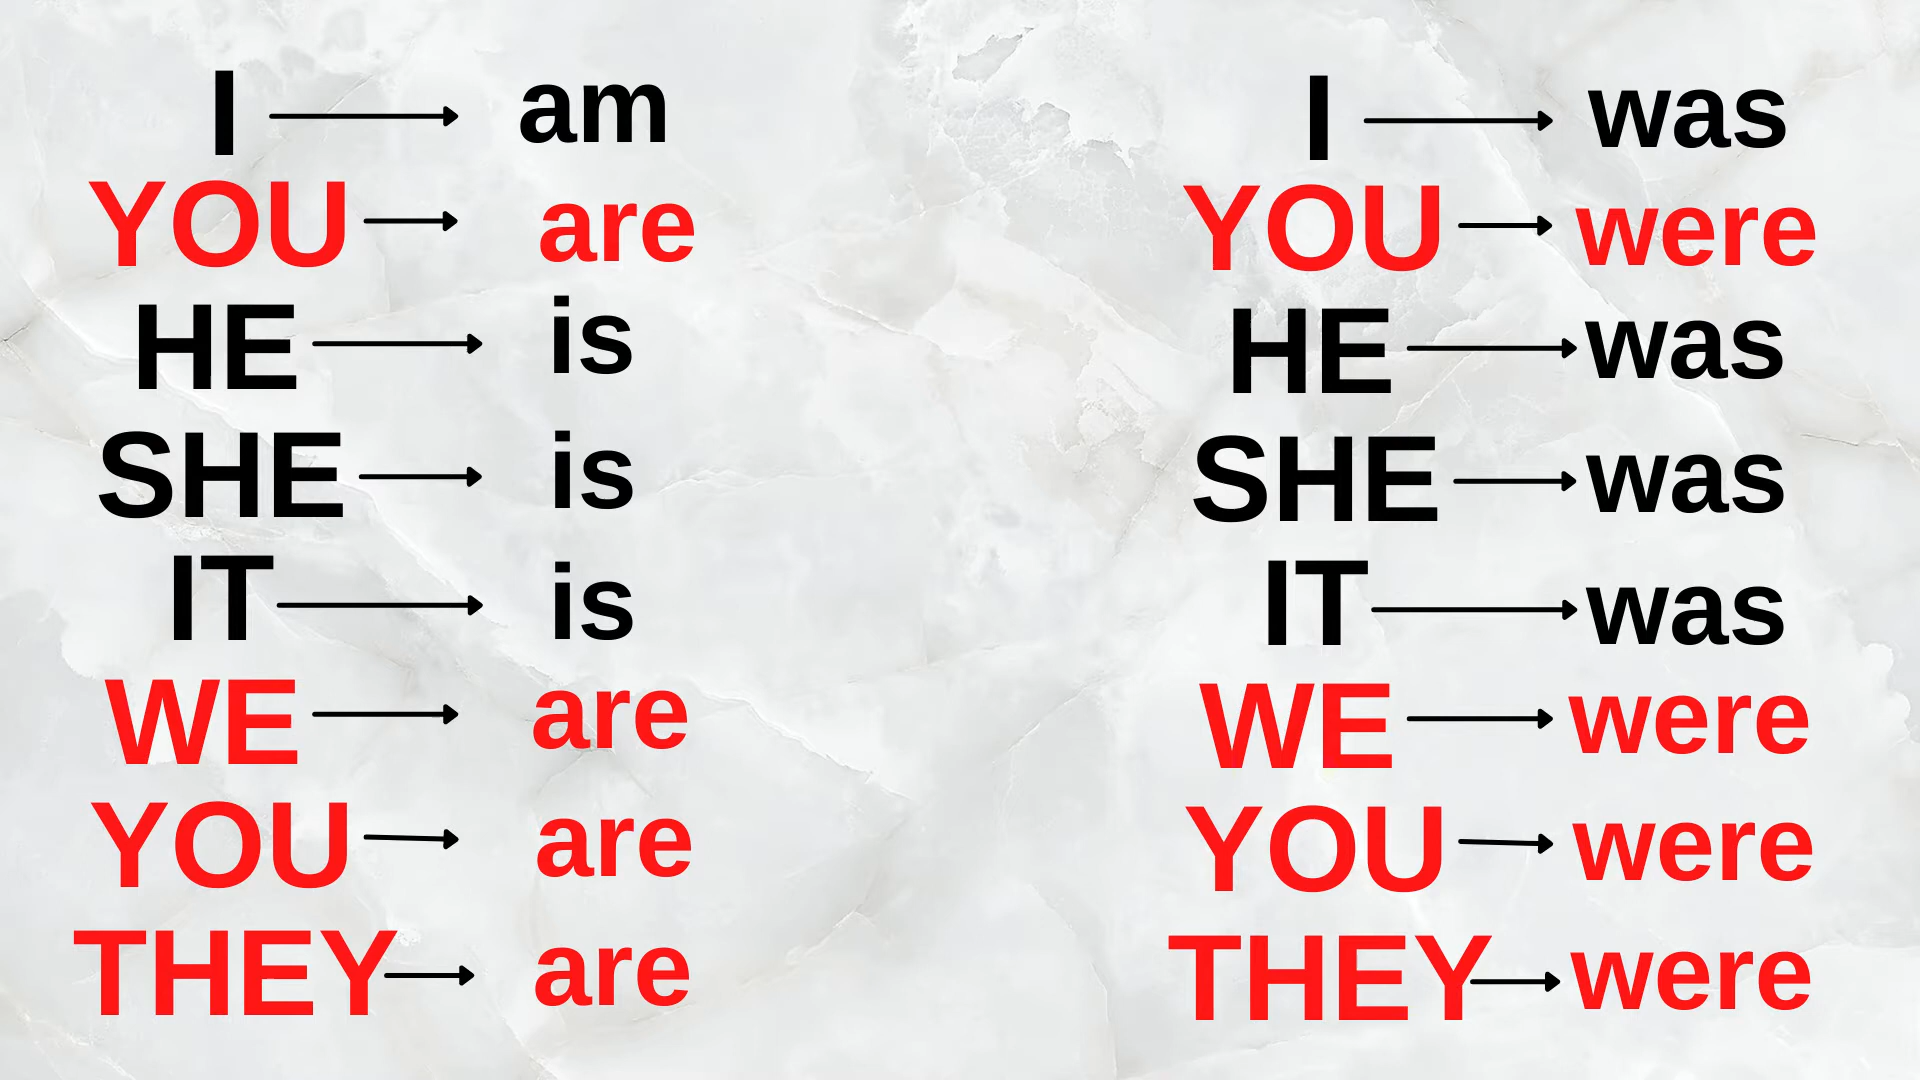 I → am
YOU → are
HE → is
SHE → is
IT → is
WE → are
YOU → are
THEY → are
I → was
YOU → were
HE → was
SHE → was
IT → was
WE → were
YOU → were
THEY → were